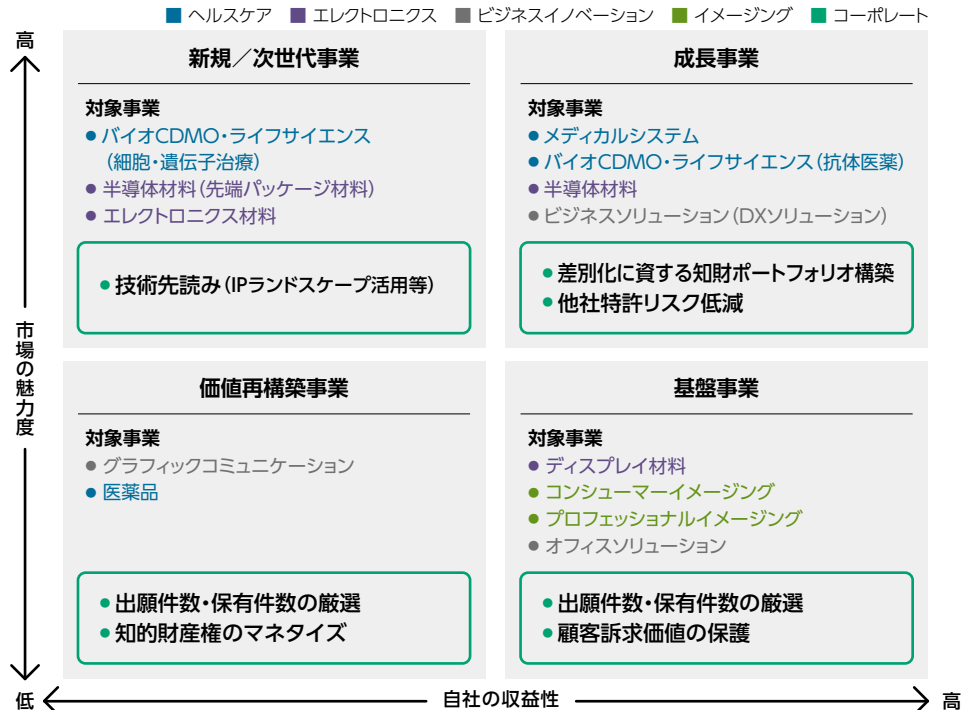 ■ ヘルスケア ■ エレクトロニクス ■ ビジネスイノベーション ■ イメージング ■ コーポレート
高
市場の魅力度
低
新規／次世代事業
対象事業
● バイオCDMO・ライフサイエンス
（細胞・遺伝子治療）
● 半導体材料（先端パッケージ材料）
● エレクトロニクス材料
● 技術先読み（IPランドスケープ活用等）
成長事業
対象事業
● メディカルシステム
● バイオCDMO・ライフサイエンス（抗体医薬）
● 半導体材料
● ビジネスソリューション（DXソリューション）
● 差別化に資する知財ポートフォリオ構築
● 他社特許リスク低減
価値再構築事業
対象事業
● グラフィックコミュニケーション
● 医薬品
● 出願件数・保有件数の厳選
● 知的財産権のマネタイズ
基盤事業
対象事業
● ディスプレイ材料
● コンシューマーイメージング
● プロフェッショナルイメージング
● オフィスソリューション
● 出願件数・保有件数の厳選
● 顧客訴求価値の保護
自社の収益性
高